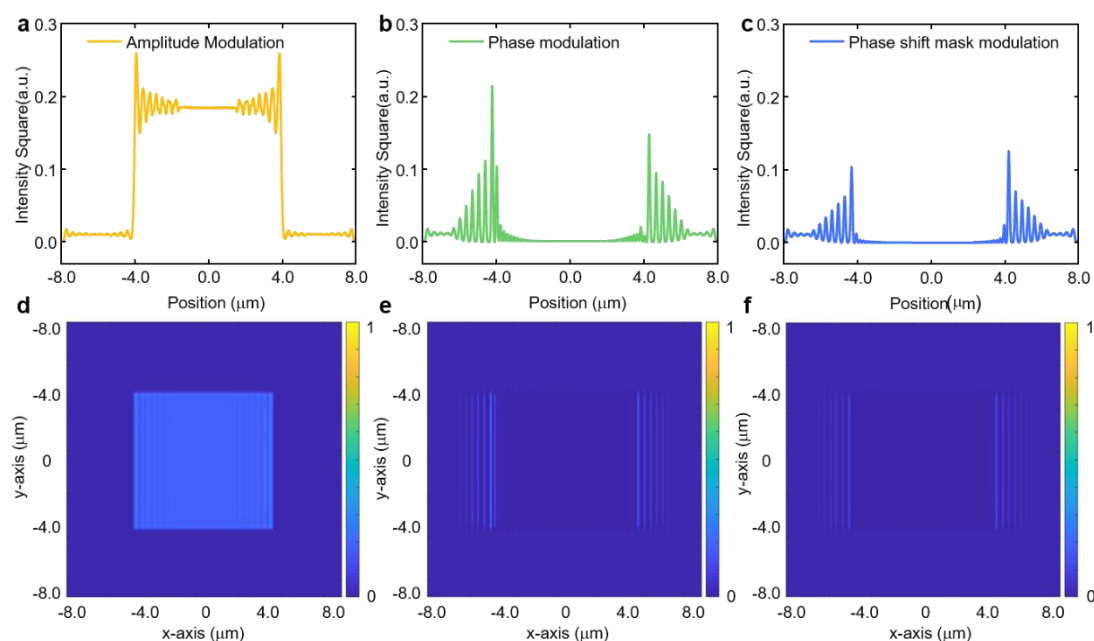 a
Amplitude Modulation
Intensity Square(a.u.)
0.3
0.2
0.1
0.0
-8.0 -4.0 0.0 4.0 8.0
Position (μm)
b
Phase modulation
Intensity Square(a.u.)
0.3
0.2
0.1
0.0
-8.0 -4.0 0.0 4.0 8.0
Position (μm)
c
Phase shift mask modulation
Intensity Square(a.u.)
0.3
0.2
0.1
0.0
-8.0 -4.0 0.0 4.0 8.0
Position(μm)
d
y-axis (μm)
-8.0
-4.0
0
-4.0
-8.0
-8.0 -4.0 0 4.0 8.0
x-axis (μm)
1
0
e
y-axis (μm)
-8.0
-4.0
0
-4.0
-8.0
-8.0 -4.0 0 4.0 8.0
x-axis (μm)
1
0
f
y-axis (μm)
-8.0
-4.0
0
-4.0
-8.0
-8.0 -4.0 0 4.0 8.0
x-axis (μm)
1
0